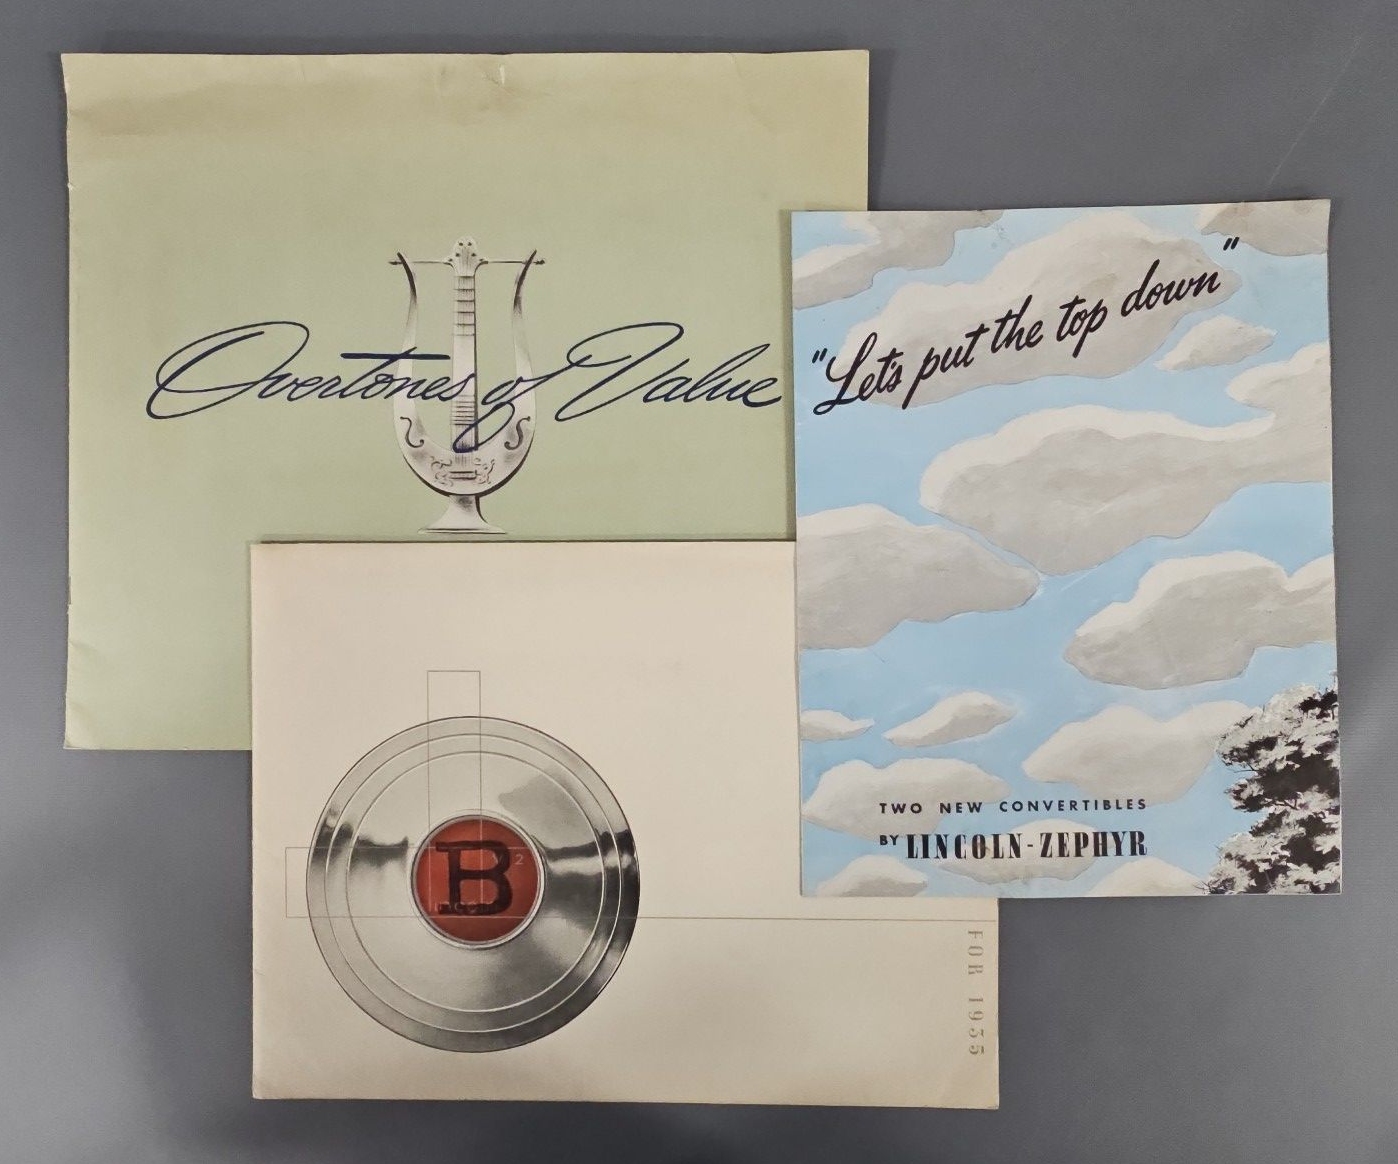 Overtones of Value
"Let's put the top down"
TWO NEW CONVERTIBLES
BY LINCOLN-ZEPHYR
B
FOR 1935